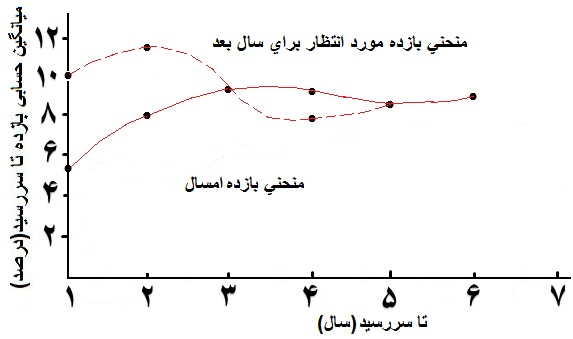 منحني بازده مورد انتظار براي سال بعد
منحني بازده امسال
میانگین حسابی بازده تا سررسید(درصد)
۱۲
۱۰
۸
۶
۴
۲
۱ ۲ ۳ ۴ ۵ ۶ ۷
تا سررسید(سال)